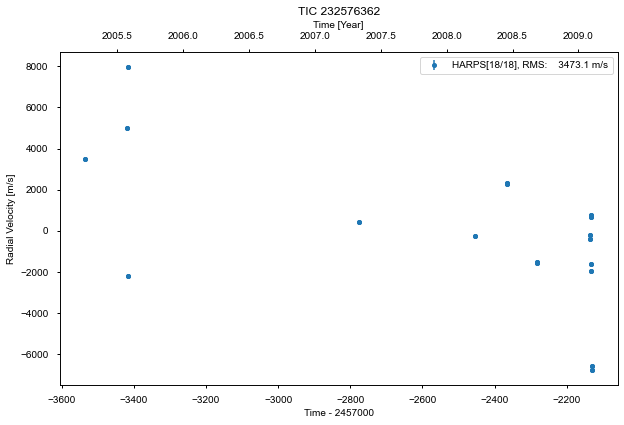 TIC 232576362
Time [Year]
2005.5 2006.0 2006.5 2007.0 2007.5 2008.0 2008.5 2009.0
HARPS[18/18], RMS: 3473.1 m/s
8000
6000
4000
2000
0
−2000
−4000
−6000
Radial Velocity [m/s]
−3600 −3400 −3200 −3000 −2800 −2600 −2400 −2200
Time - 2457000